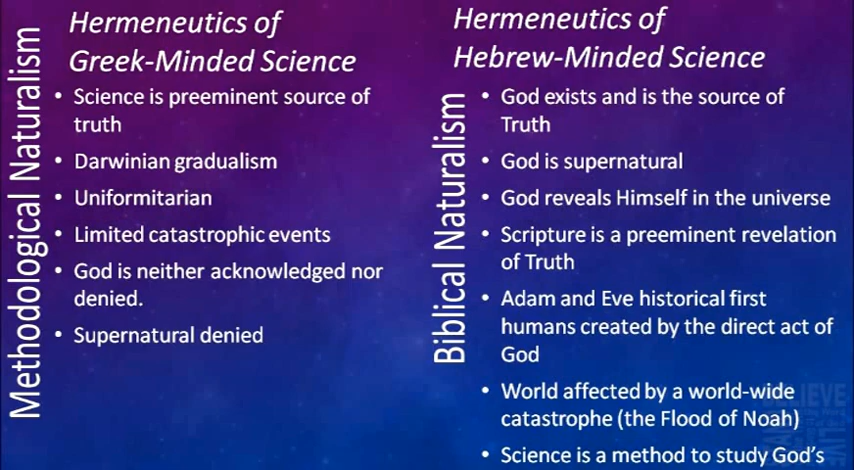 Methodological Naturalism
Hermeneutics of
Greek-Minded Science
• Science is preeminent source of
truth
• Darwinian gradualism
• Uniformitarian
• Limited catastrophic events
• God is neither acknowledged nor
denied.
• Supernatural denied
Biblical Naturalism
Hermeneutics of
Hebrew-Minded Science
• God exists and is the source of
Truth
• God is supernatural
• God reveals Himself in the universe
• Scripture is a preeminent revelation
of Truth
• Adam and Eve historical first
humans created by the direct act of
God
• World affected by a world-wide
catastrophe (the Flood of Noah)
• Science is a method to study God's